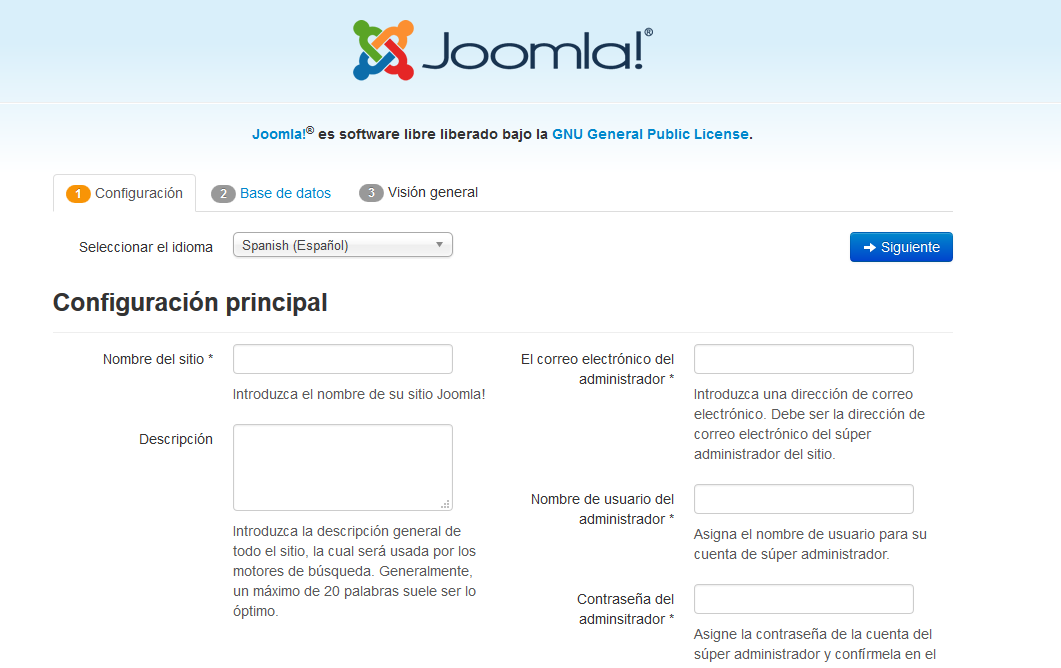 Joomla!®
Joomla!® es software libre liberado bajo la GNU General Public License.
1 Configuración 2 Base de datos 3 Visión general
Seleccionar el idioma Spanish (Español) Siguiente
Configuración principal
Nombre del sitio *
Introduzca el nombre de su sitio Joomla!
Descripción
Introduzca la descripción general de
todo el sitio, la cual será usada por los
motores de búsqueda. Generalmente,
un máximo de 20 palabras suele ser lo
óptimo.
El correo electrónico del
administrador *
Introduzca una dirección de correo
electrónico. Debe ser la dirección de
correo electrónico del súper
administrador del sitio.
Nombre de usuario del
administrador *
Asigna el nombre de usuario para su
cuenta de súper administrador.
Contraseña del
adminsitrador *
Asigne la contraseña de la cuenta del
súper administrador y confírmela en el